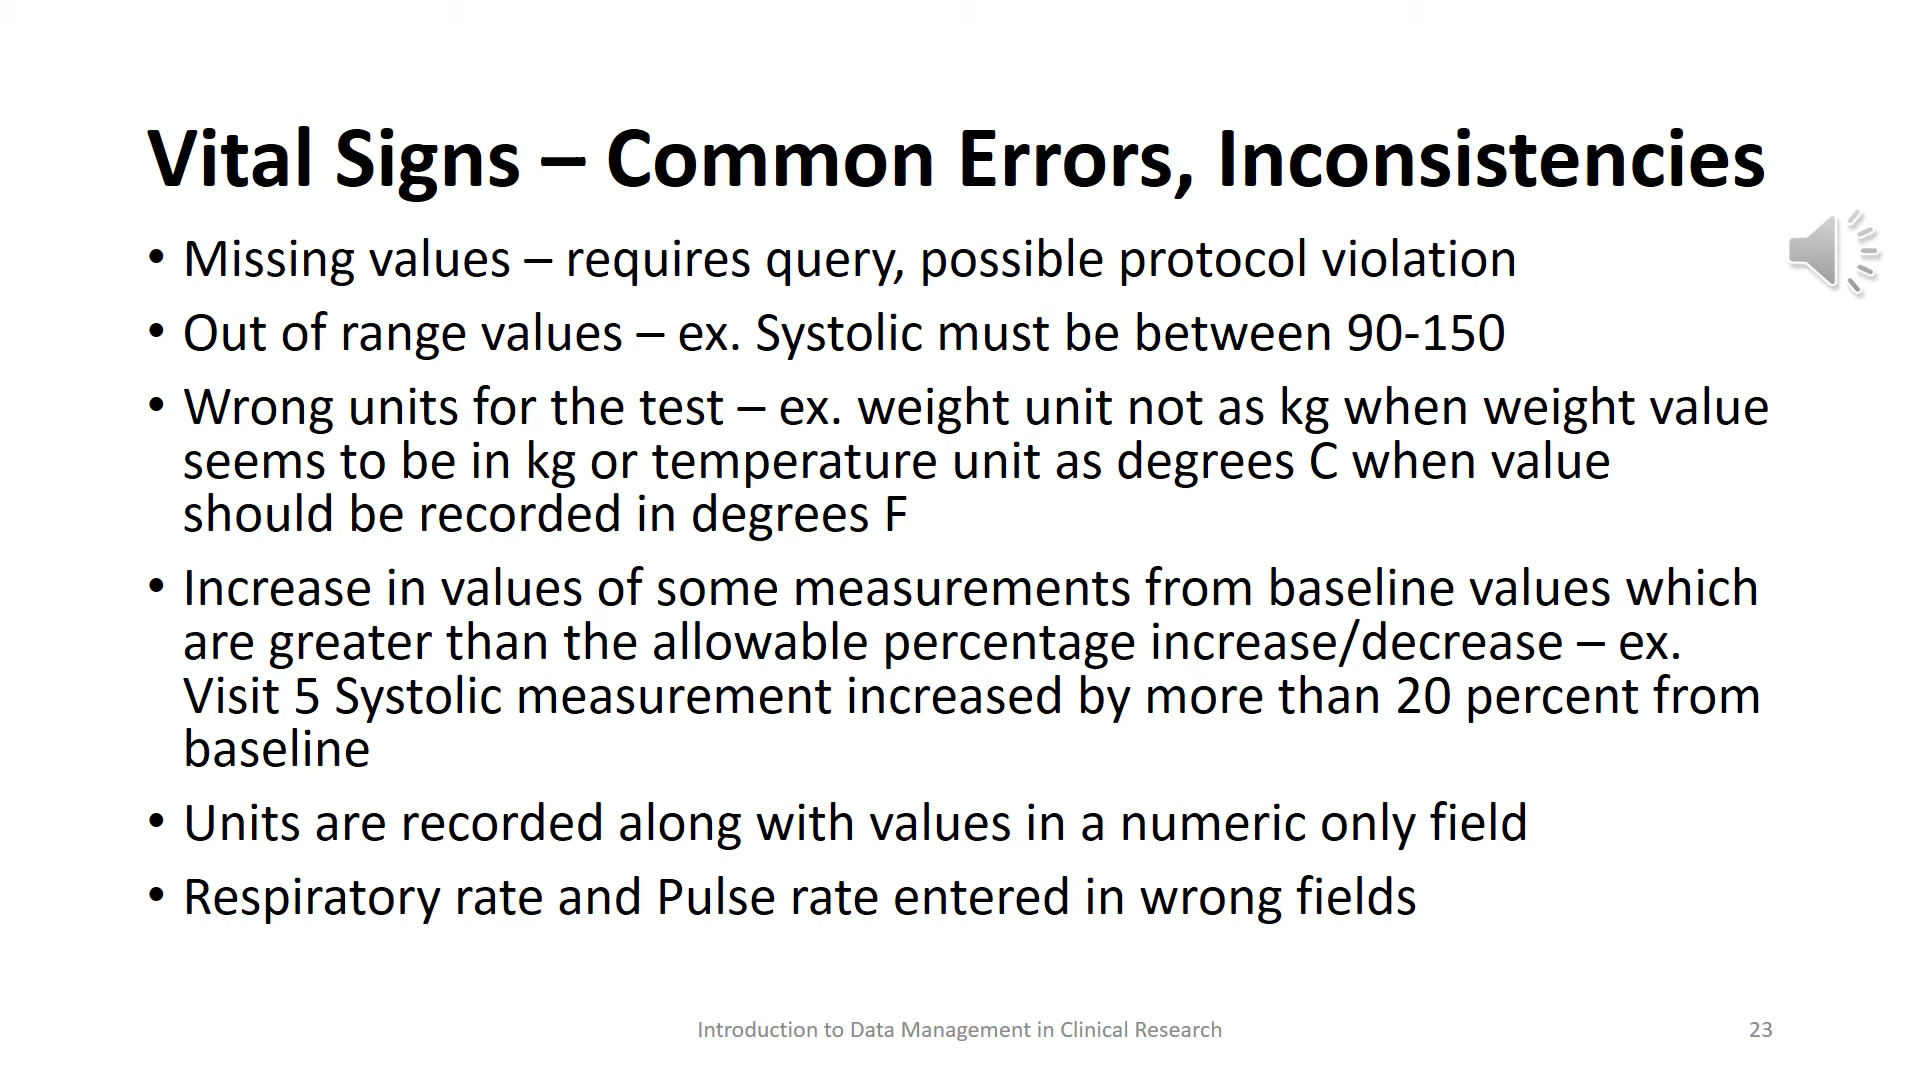 Vital Signs – Common Errors, Inconsistencies
• Missing values – requires query, possible protocol violation
• Out of range values – ex. Systolic must be between 90-150
• Wrong units for the test – ex. weight unit not as kg when weight value
seems to be in kg or temperature unit as degrees C when value
should be recorded in degrees F
• Increase in values of some measurements from baseline values which
are greater than the allowable percentage increase/decrease – ex.
Visit 5 Systolic measurement increased by more than 20 percent from
baseline
• Units are recorded along with values in a numeric only field
• Respiratory rate and Pulse rate entered in wrong fields
Introduction to Data Management in Clinical Research
23